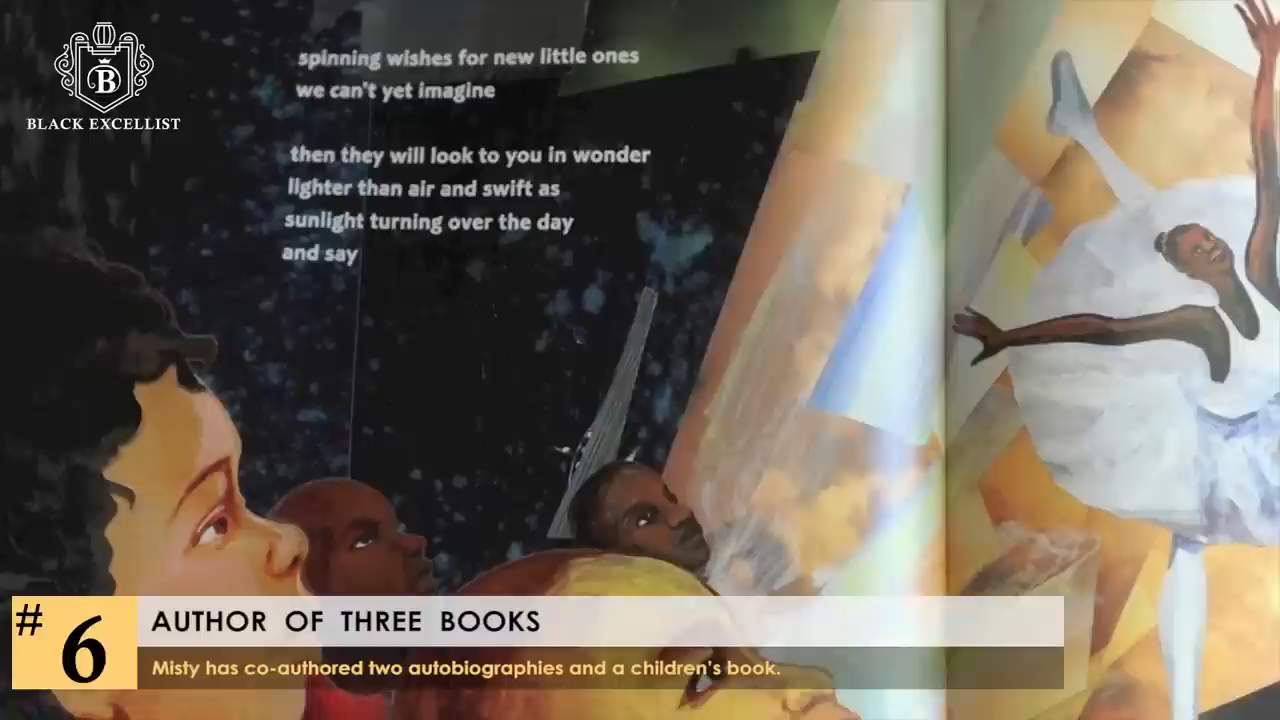 B
BLACK EXCELLIST
spinning wishes for new little ones
we can't yet imagine
then they will look to you in wonder
lighter than air and swift as
sunlight turning over the day
and say
#6
AUTHOR OF THREE BOOKS
Misty has co-authored two autobiographies and a children's book.